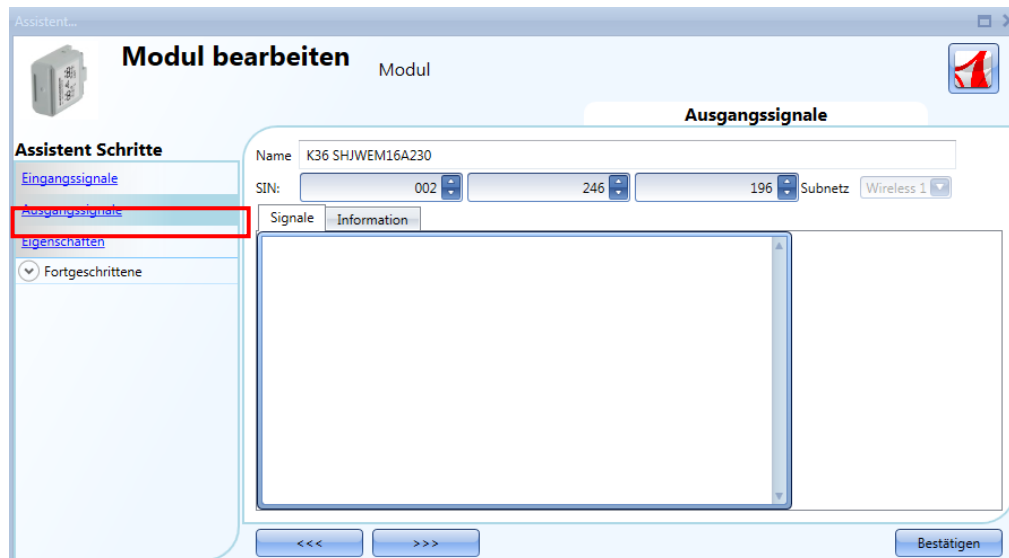 Assistent...
Modul bearbeiten
Modul
Ausgangssignale
Assistent Schritte
Eingangssignale
Ausgangssignale
Eigenschaften
Fortgeschrittene
Name K36 SHJWEM16A230
SIN: 002 246 196 Subnetz Wireless 1
Signale Information
<<< >>> Bestätigen